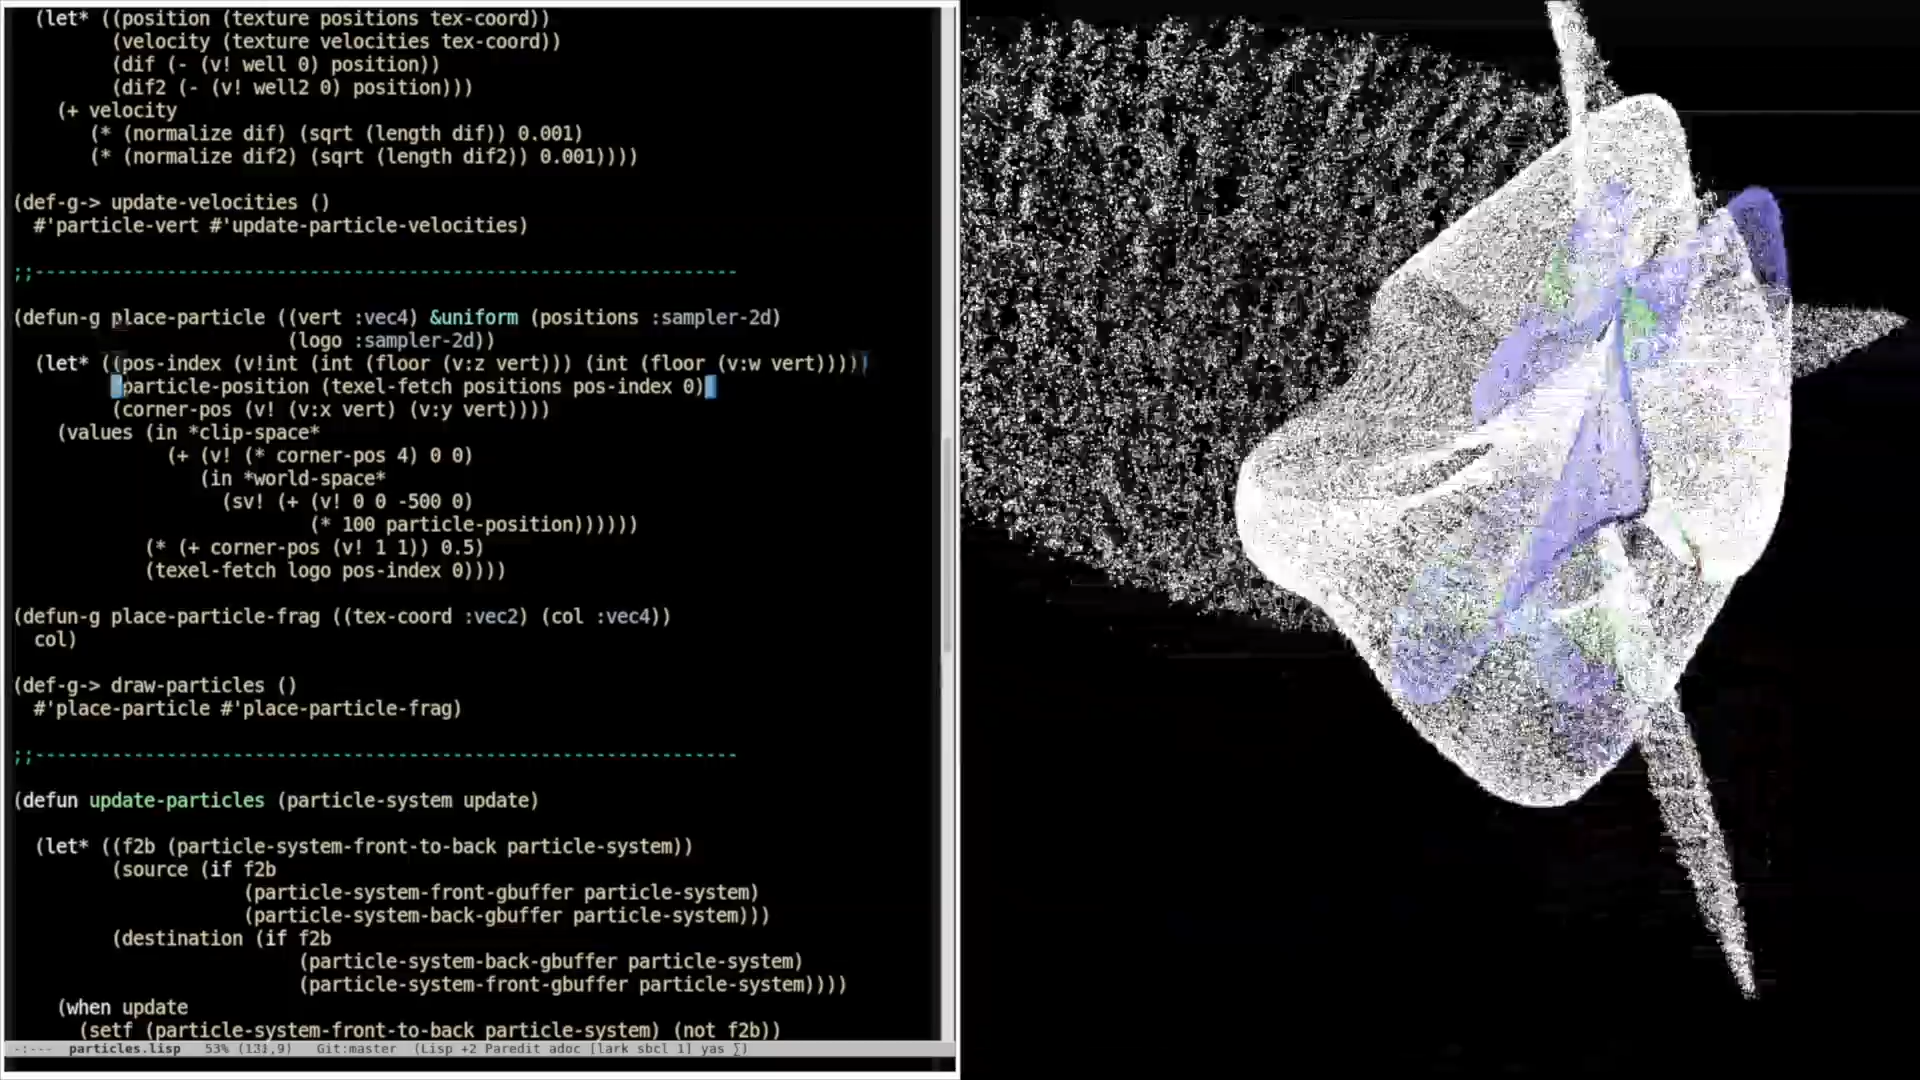 (let* ((position (texture positions tex-coord))
(velocity (texture velocities tex-coord))
(dif (- (v! well 0) position))
(dif2 (- (v! well2 0) position)))
(+ velocity
(* (normalize dif) (sqrt (length dif)) 0.001)
(* (normalize dif2) (sqrt (length dif2)) 0.001))))
(def-g-> update-velocities ()
#'particle-vert #'update-particle-velocities)
;;----------------------------------------------------------------
(defun-g place-particle ((vert :vec4) &uniform (positions :sampler-2d)
(logo :sampler-2d))
(let* ((pos-index (v!int (int (floor (v:z vert))) (int (floor (v:w vert)))))
(particle-position (texel-fetch positions pos-index 0))
(corner-pos (v! (v:x vert) (v:y vert))))
(values (in *clip-space*
(+ (v! (* corner-pos 4) 0 0)
(in *world-space*
(sv! (+ (v! 0 0 -500 0)
(* 100 particle-position))))))
(* (+ corner-pos (v! 1 1)) 0.5)
(texel-fetch logo pos-index 0))))
(defun-g place-particle-frag ((tex-coord :vec2) (col :vec4))
col)
(def-g-> draw-particles ()
#'place-particle #'place-particle-frag)
;;----------------------------------------------------------------
(defun update-particles (particle-system update)
(let* ((f2b (particle-system-front-to-back particle-system))
(source (if f2b
(particle-system-front-gbuffer particle-system)
(particle-system-back-gbuffer particle-system)))
(destination (if f2b
(particle-system-back-gbuffer particle-system)
(particle-system-front-gbuffer particle-system))))
(when update
(setf (particle-system-front-to-back particle-system) (not f2b))
-:--- particles.lisp 53% (131,9) Git:master (Lisp +2 Paredit adoc [lark sbcl 1] yas ∑)